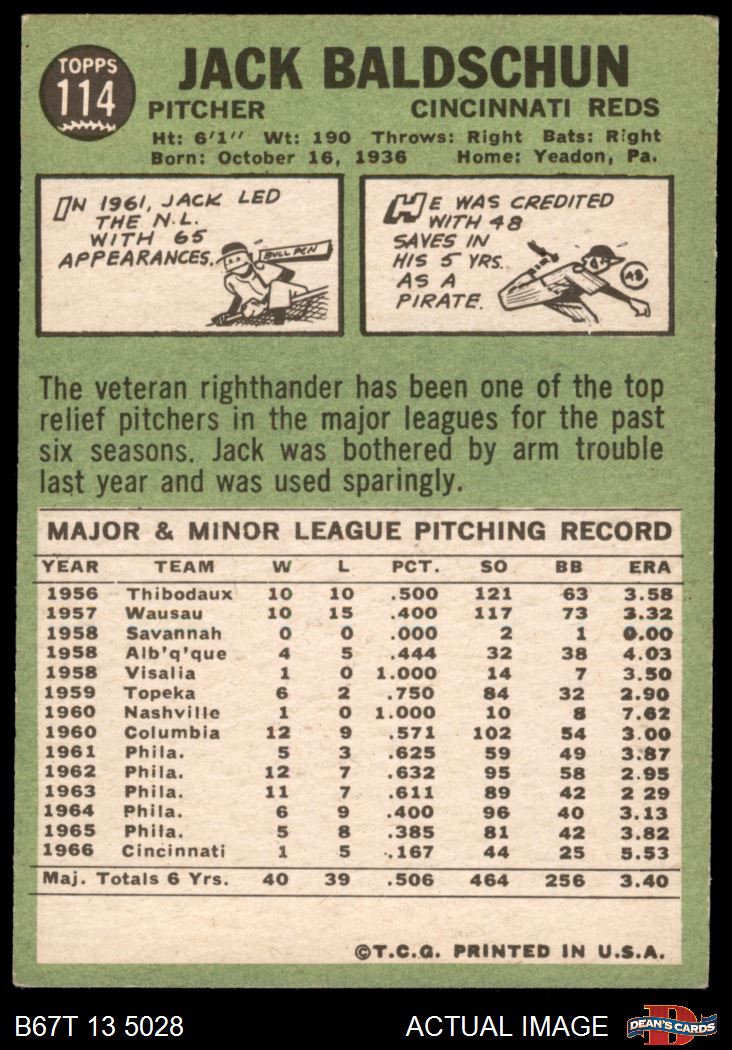 TOPPS
114
JACK BALDSCHUN
PITCHER CINCINNATI REDS
Ht: 6'1" Wt: 190 Throws: Right Bats: Right
Born: October 16, 1936 Home: Yeadon, Pa.
IN 1961, JACK LED
THE N.L.
WITH 65
APPEARANCES.
BULL PEN
HE WAS CREDITED
WITH 48
SAVES IN
HIS 5 YRS.
AS A
PIRATE.
48
The veteran righthander has been one of the top
relief pitchers in the major leagues for the past
six seasons. Jack was bothered by arm trouble
last year and was used sparingly.
MAJOR & MINOR LEAGUE PITCHING RECORD
YEAR TEAM W L PCT. SO BB ERA
1956 Thibodaux 10 10 .500 121 63 3.58
1957 Wausau 10 15 .400 117 73 3.32
1958 Savannah 0 0 .000 2 1 0.00
1958 Alb'q'que 4 5 .444 32 38 4.03
1958 Visalia 1 0 1.000 14 7 3.50
1959 Topeka 6 2 .750 84 32 2.90
1960 Nashville 1 0 1.000 10 8 7.62
1960 Columbia 12 9 .571 102 54 3.00
1961 Phila. 5 3 .625 59 49 3.87
1962 Phila. 12 7 .632 95 58 2.95
1963 Phila. 11 7 .611 89 42 2 29
1964 Phila. 6 9 .400 96 40 3.13
1965 Phila. 5 8 .385 81 42 3.82
1966 Cincinnati 1 5 .167 44 25 5.53
Maj. Totals 6 Yrs. 40 39 .506 464 256 3.40
©T.C.G. PRINTED IN U.S.A.
B67T 13 5028 ACTUAL IMAGE DEAN'S CARDS